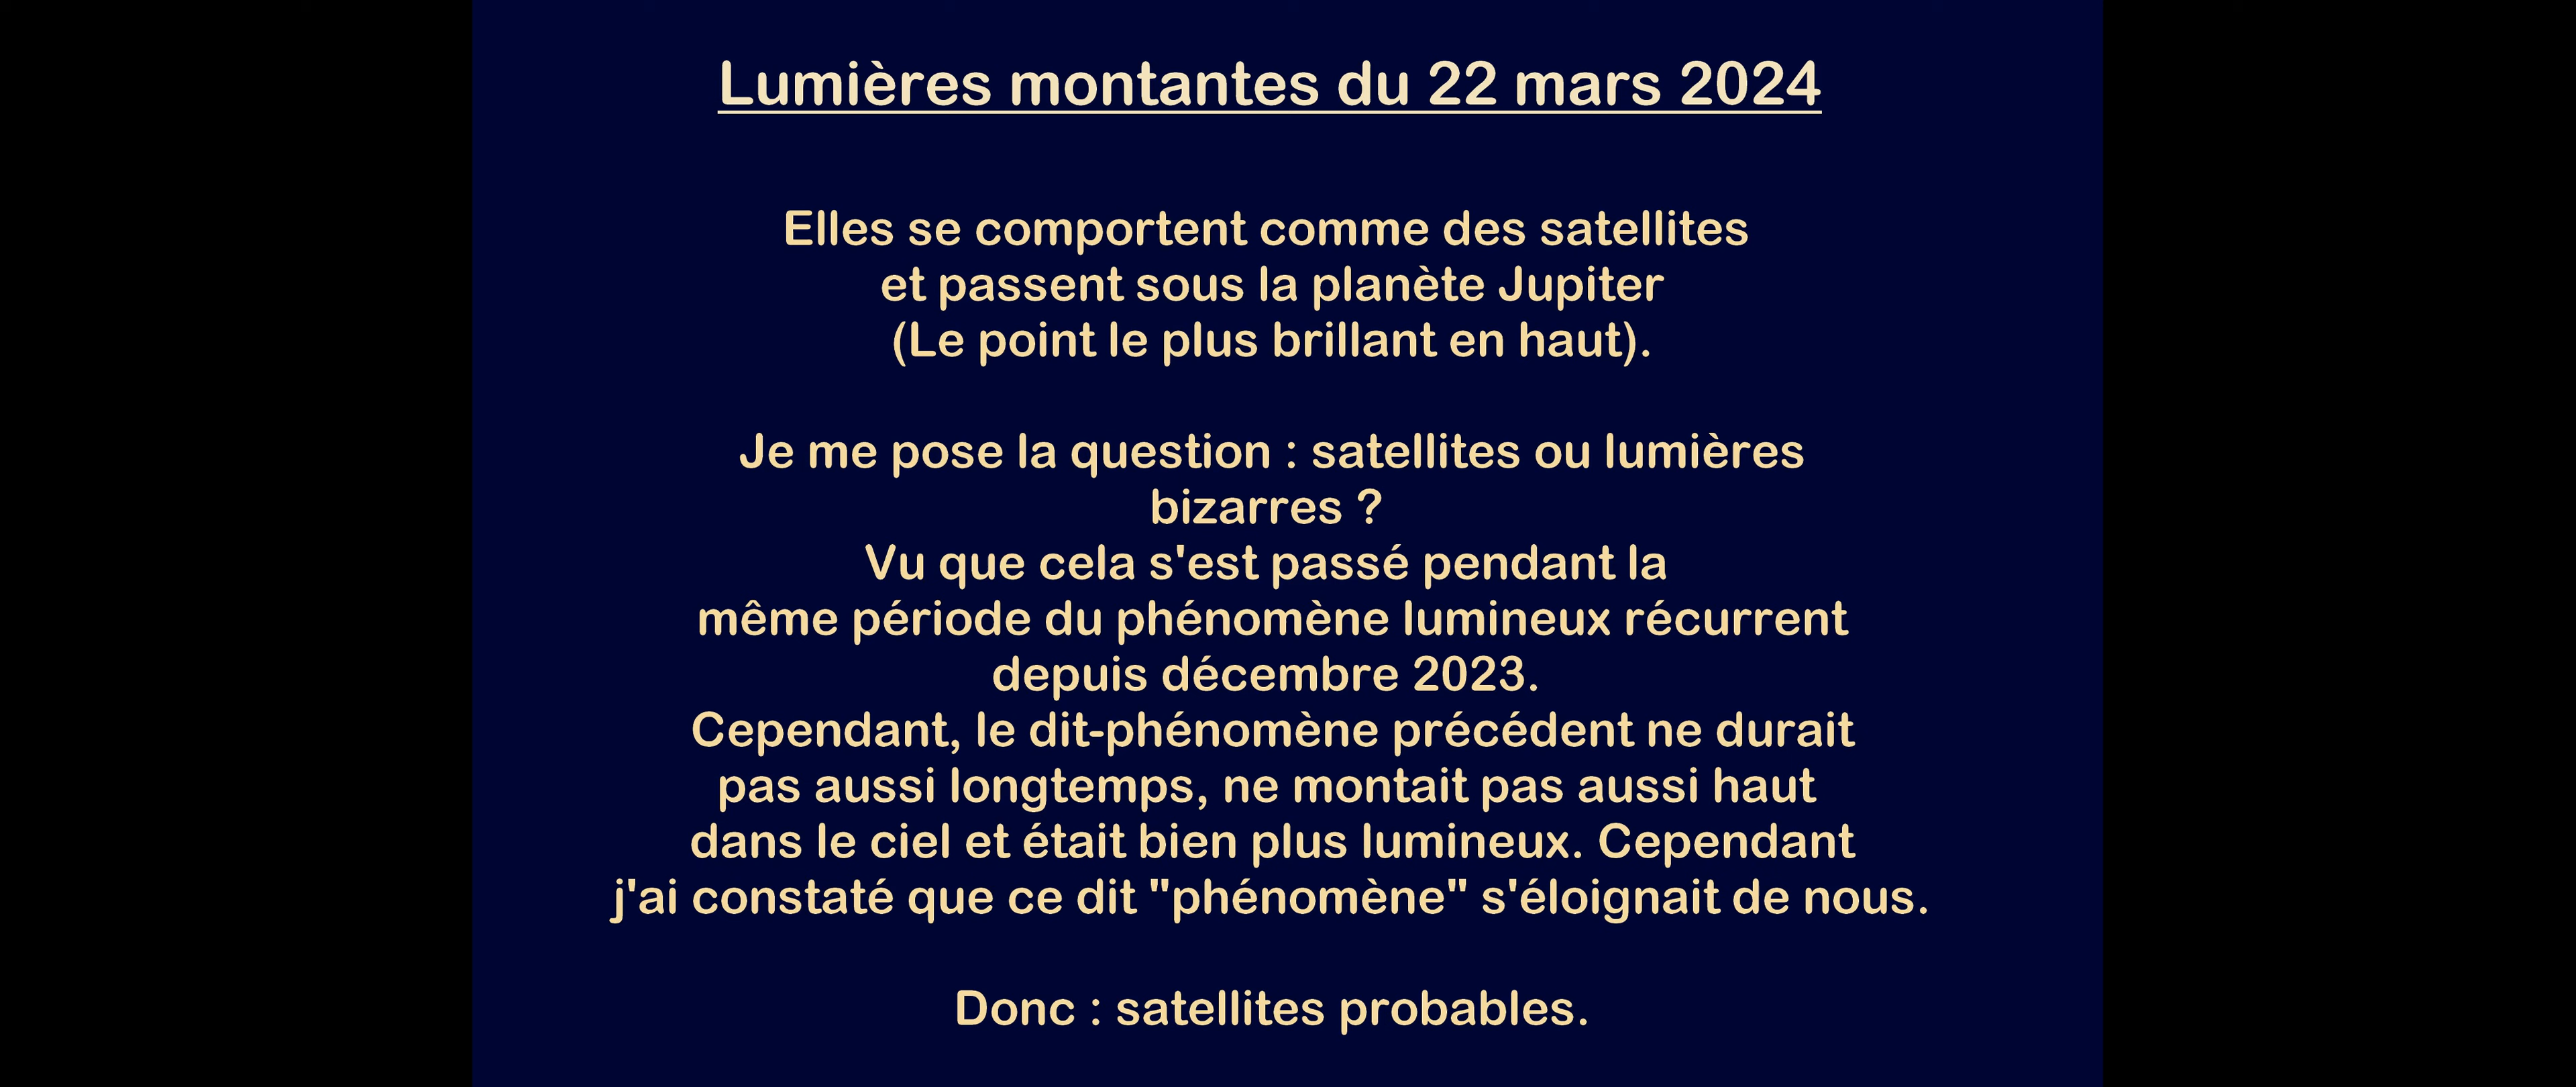 Lumières montantes du 22 mars 2024
Elles se comportent comme des satellites
et passent sous la planète Jupiter
(Le point le plus brillant en haut).
Je me pose la question : satellites ou lumières
bizarres ?
Vu que cela s'est passé pendant la
même période du phénomène lumineux récurrent
depuis décembre 2023.
Cependant, le dit-phénomène précédent ne durait
pas aussi longtemps, ne montait pas aussi haut
dans le ciel et était bien plus lumineux. Cependant
j'ai constaté que ce dit "phénomène" s'éloignait de nous.
Donc : satellites probables.